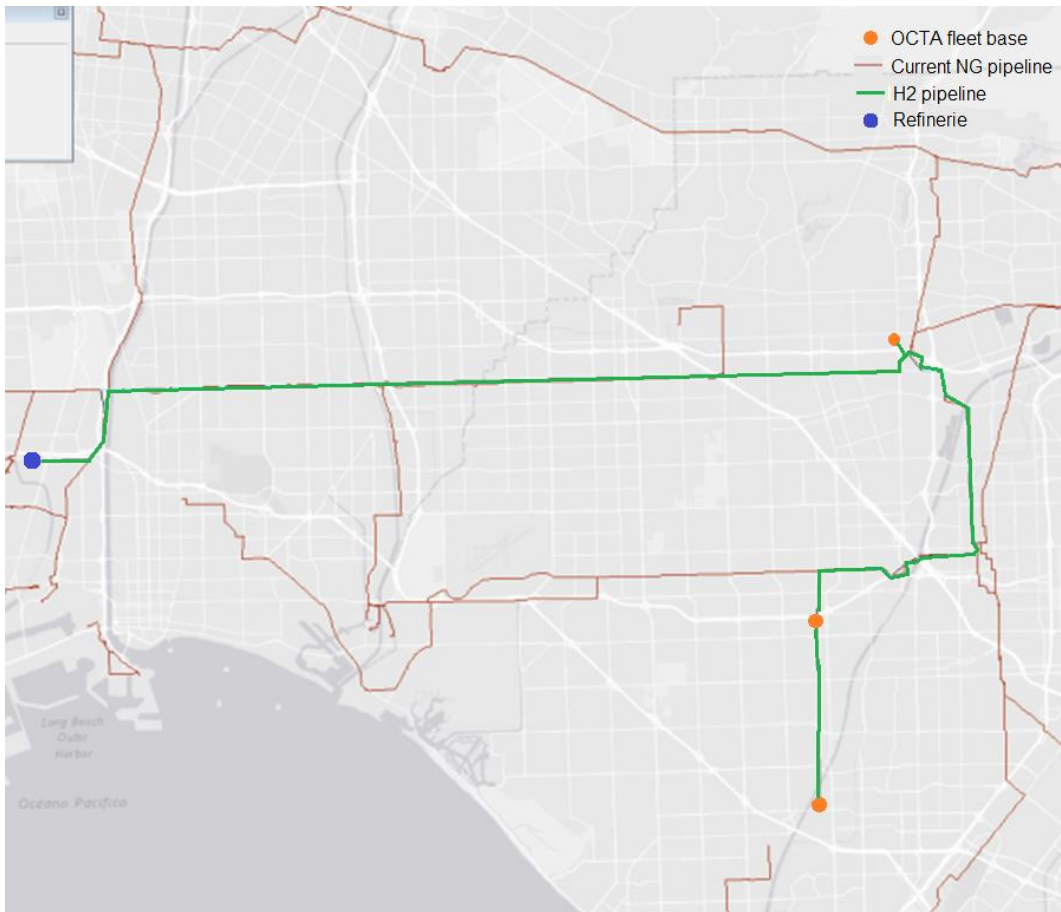 OCTA fleet base
Current NG pipeline
H2 pipeline
Refinerie
Long Beach
Outer
Harbor
Oceano Pacifico